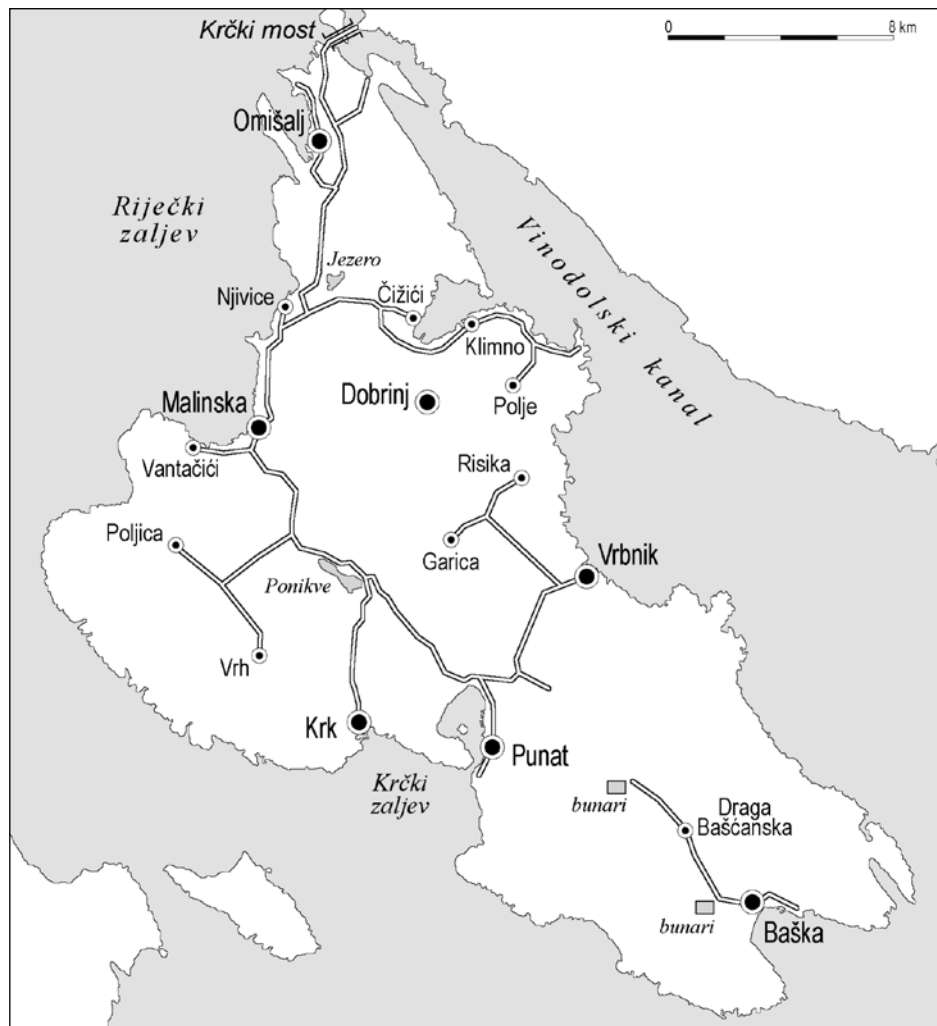 Krčki most
0 8 km
Omišalj
Riječki
zaljev
Vinodolski kanal
Jezero
Njivice
Čižići
Klimno
Dobrinj
Polje
Malinska
Vantačići
Risika
Poljica
Garica
Vrbnik
Ponikve
Vrh
Krk
Punat
Krčki
zaljev
bunari
Draga
Bašćanska
bunari
Baška